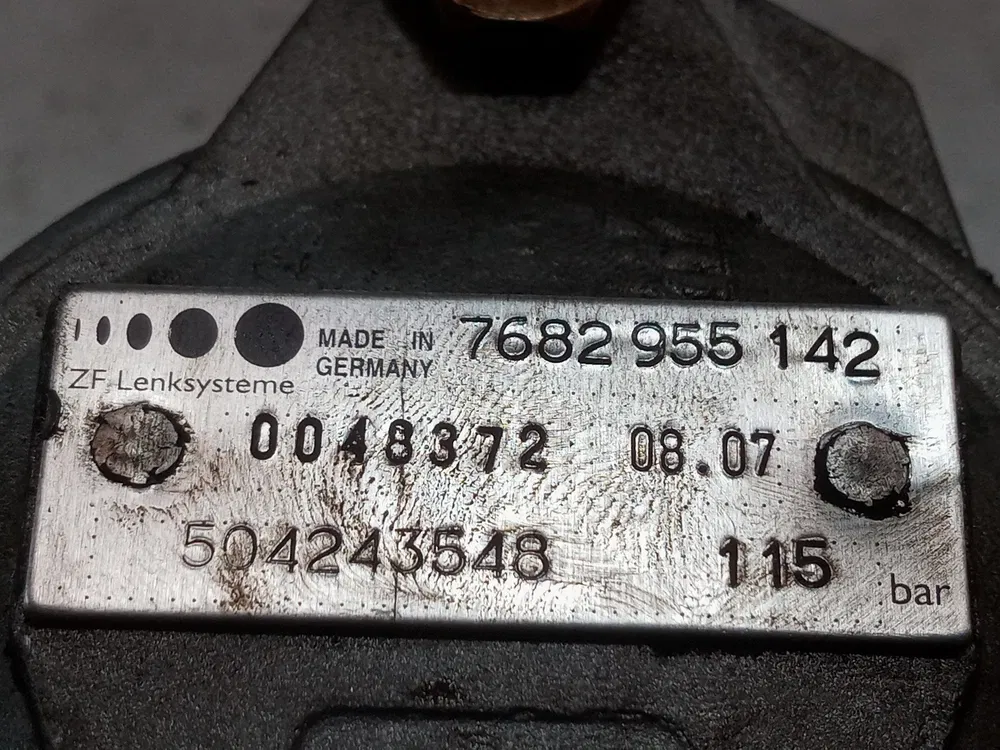 MADE IN 7682 955 142
GERMANY
ZF Lenksysteme
0048372 08.07
504243548 115 bar